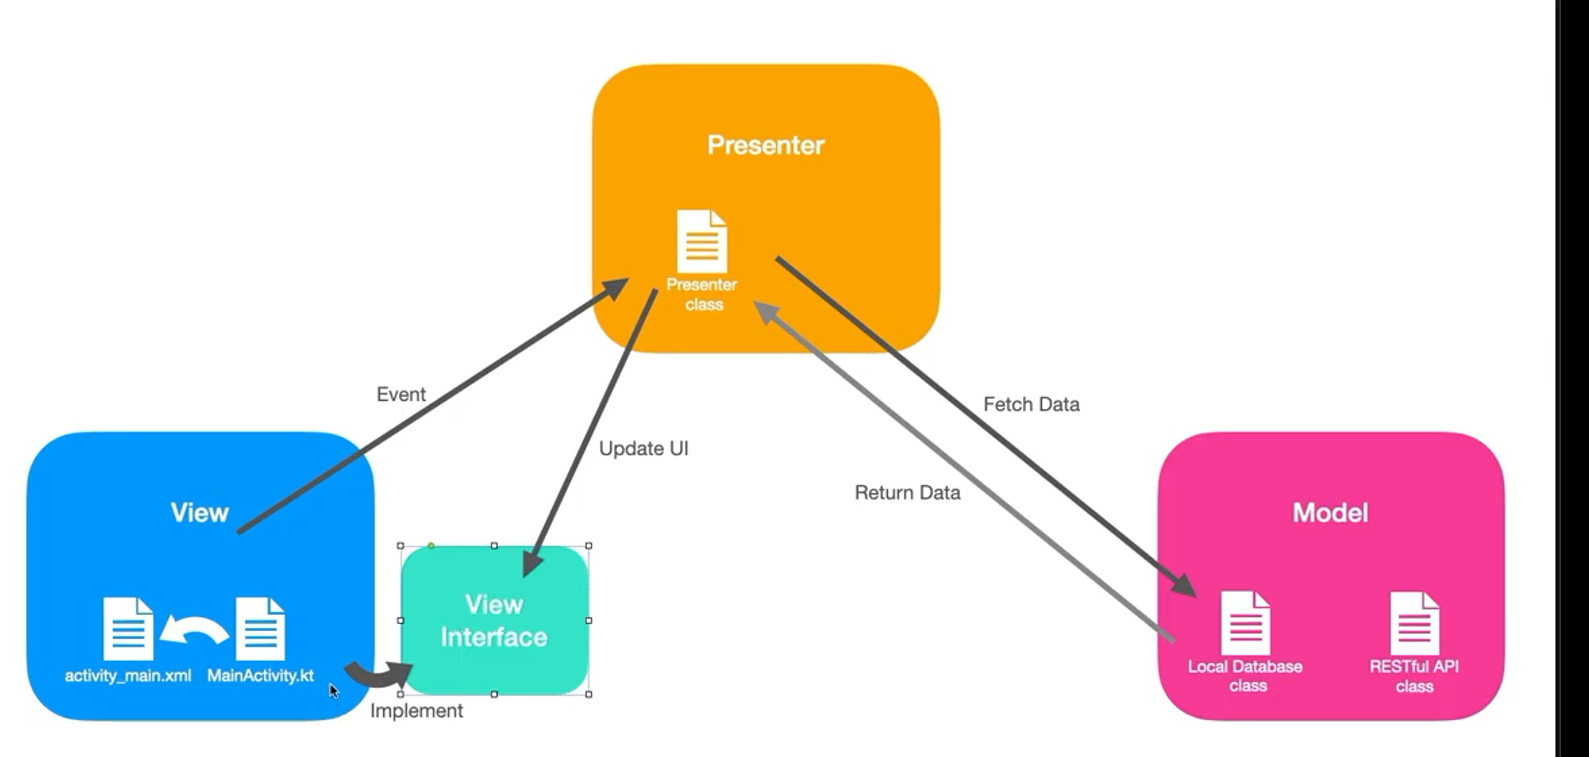 Presenter
Presenter
class
Event
Update UI
Fetch Data
Return Data
View
activity_main.xml
MainActivity.kt
View
Interface
Implement
Model
Local Database
class
RESTful API
class